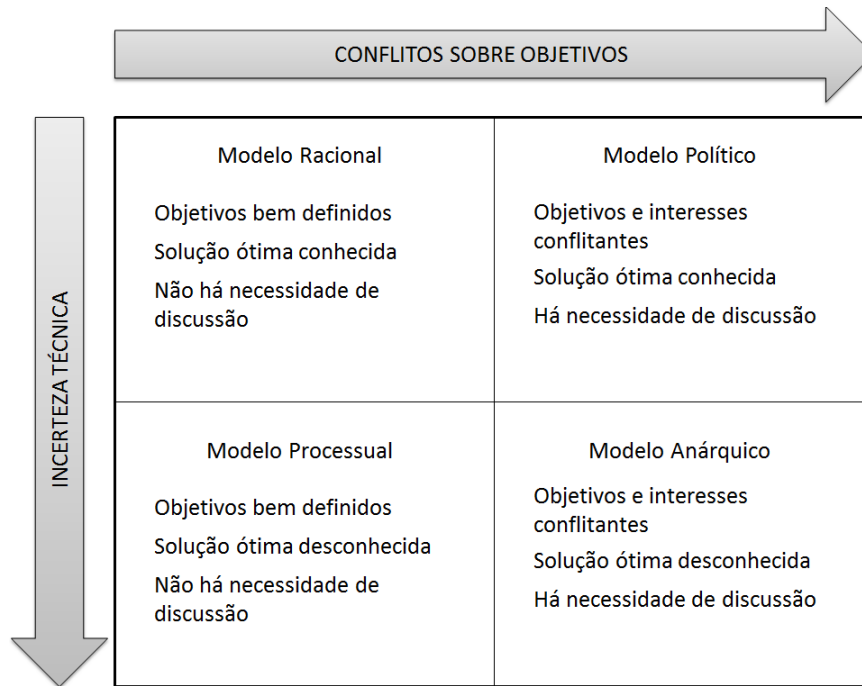 CONFLITOS SOBRE OBJETIVOS
INCERTEZA TÉCNICA
Modelo Racional
Objetivos bem definidos
Solução ótima conhecida
Não há necessidade de
discussão
Modelo Político
Objetivos e interesses
conflitantes
Solução ótima conhecida
Há necessidade de discussão
Modelo Processual
Objetivos bem definidos
Solução ótima desconhecida
Não há necessidade de
discussão
Modelo Anárquico
Objetivos e interesses
conflitantes
Solução ótima desconhecida
Há necessidade de discussão